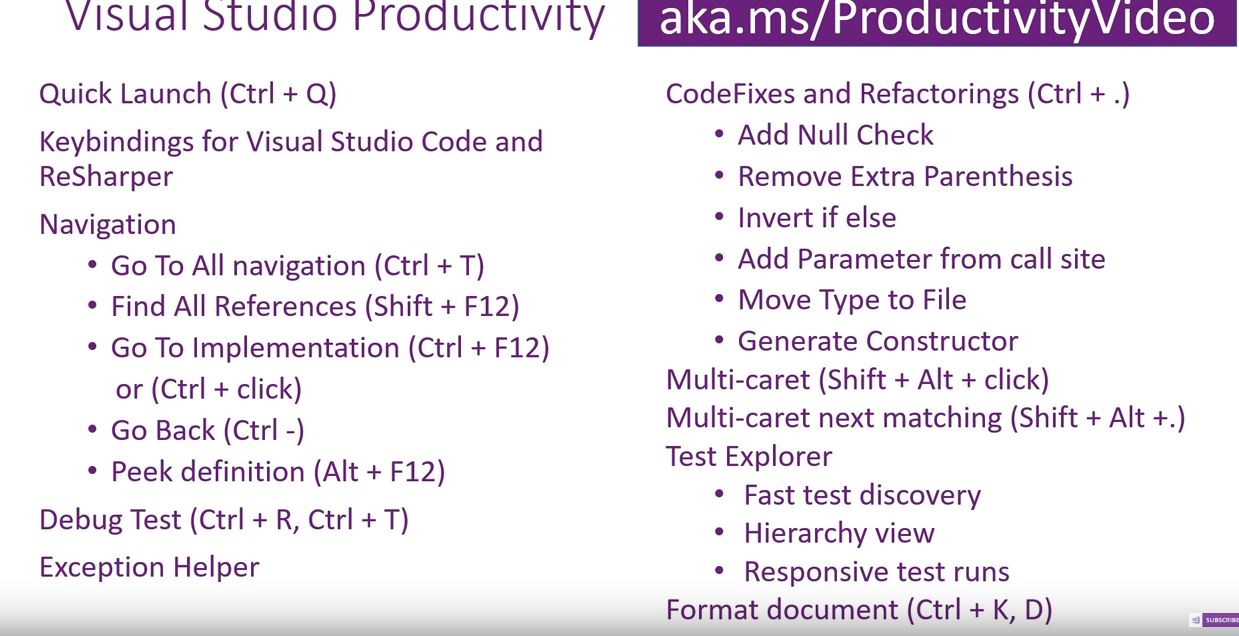 Visual Studio Productivity
aka.ms/ProductivityVideo
Quick Launch (Ctrl + Q)
Keybindings for Visual Studio Code and
ReSharper
Navigation
• Go To All navigation (Ctrl + T)
• Find All References (Shift + F12)
• Go To Implementation (Ctrl + F12)
or (Ctrl + click)
• Go Back (Ctrl -)
• Peek definition (Alt + F12)
Debug Test (Ctrl + R, Ctrl + T)
Exception Helper
CodeFixes and Refactorings (Ctrl + .)
• Add Null Check
• Remove Extra Parenthesis
• Invert if else
• Add Parameter from call site
• Move Type to File
• Generate Constructor
Multi-caret (Shift + Alt + click)
Multi-caret next matching (Shift + Alt +.)
Test Explorer
• Fast test discovery
• Hierarchy view
• Responsive test runs
Format document (Ctrl + K, D)
SUBSCRIBE